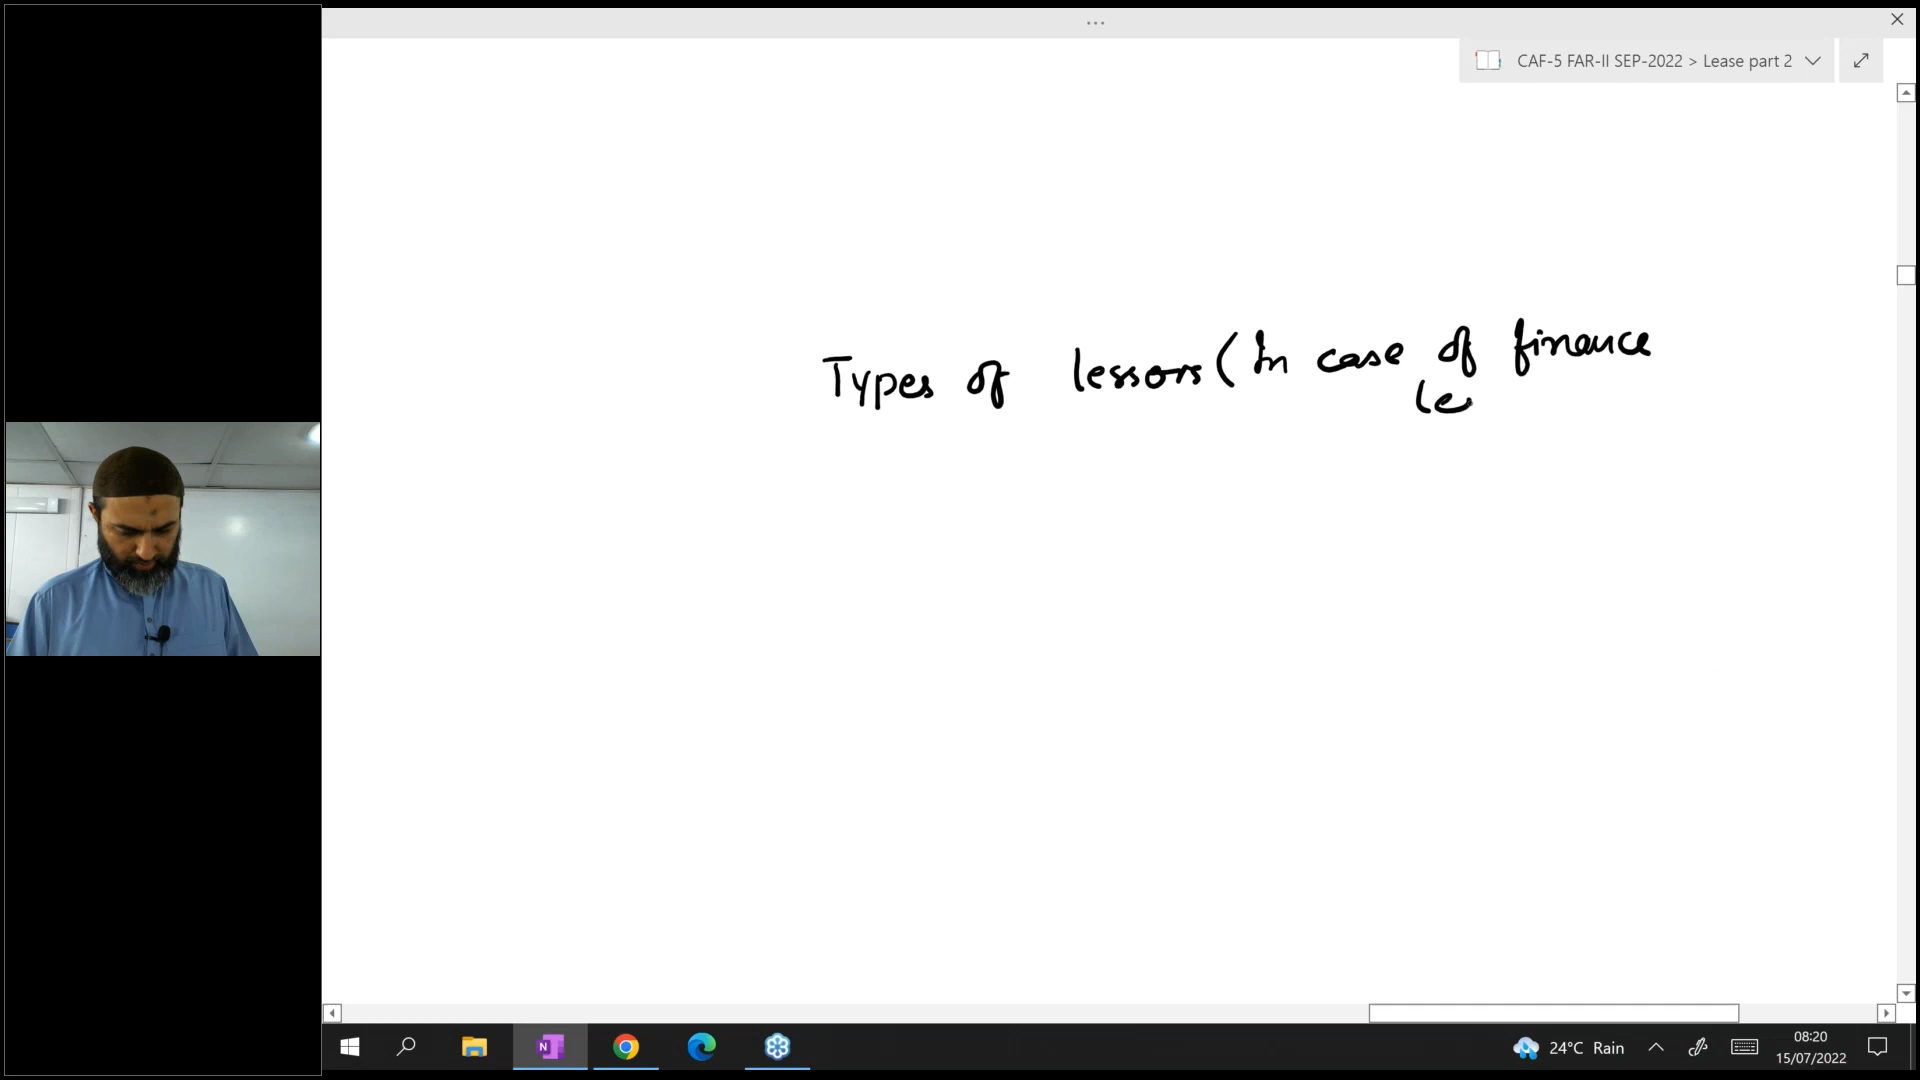 CAF-5 FAR-II SEP-2022 > Lease part 2
Types of lessors (In case of finance
le
24°C Rain
08:20
15/07/2022